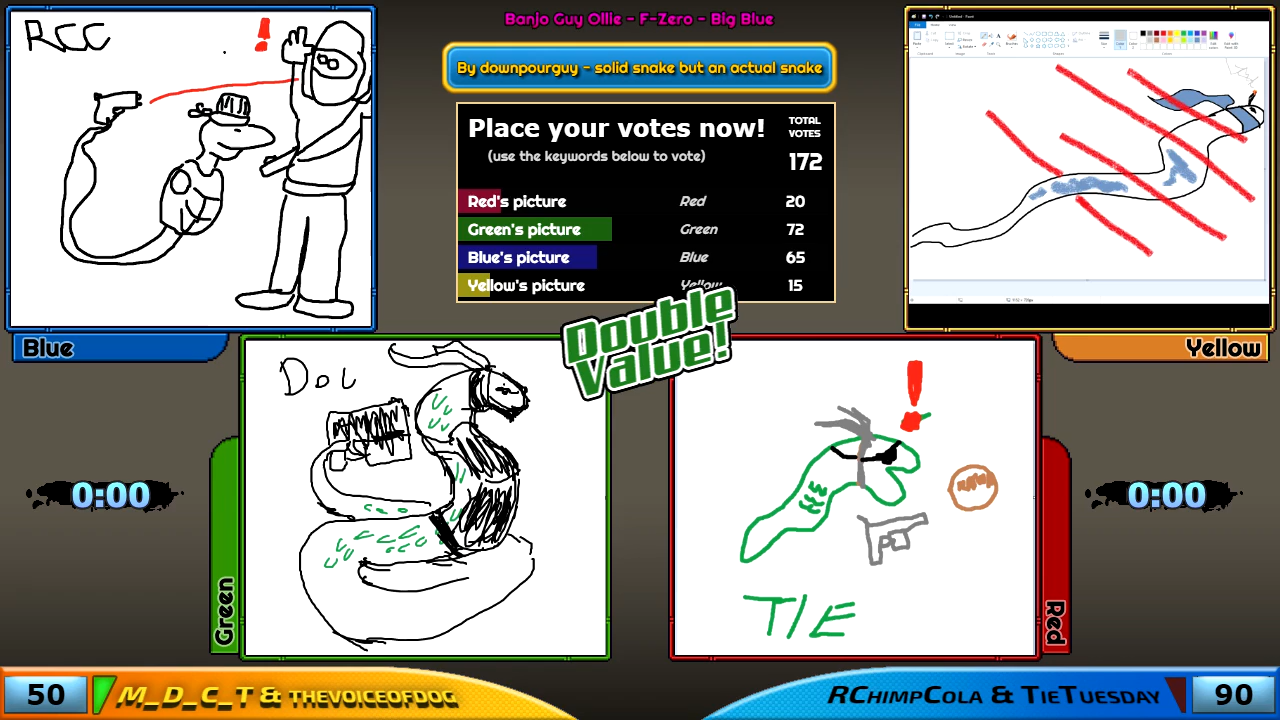 Banjo Guy Ollie - F-Zero - Big Blue
By downpourguy - solid snake but an actual snake
Place your votes now!
TOTAL VOTES
(use the keywords below to vote)
172
Red's picture Red 20
Green's picture Green 72
Blue's picture Blue 65
Yellow's picture Yellow 15
RCC
!
Blue
Yellow
Double Value!
DOC
!
TIE
0:00
0:00
Green
Red
50
M_D_C_T & THEVOICEOFDOG
RCHIMPCOLA & TIETUESDAY
90